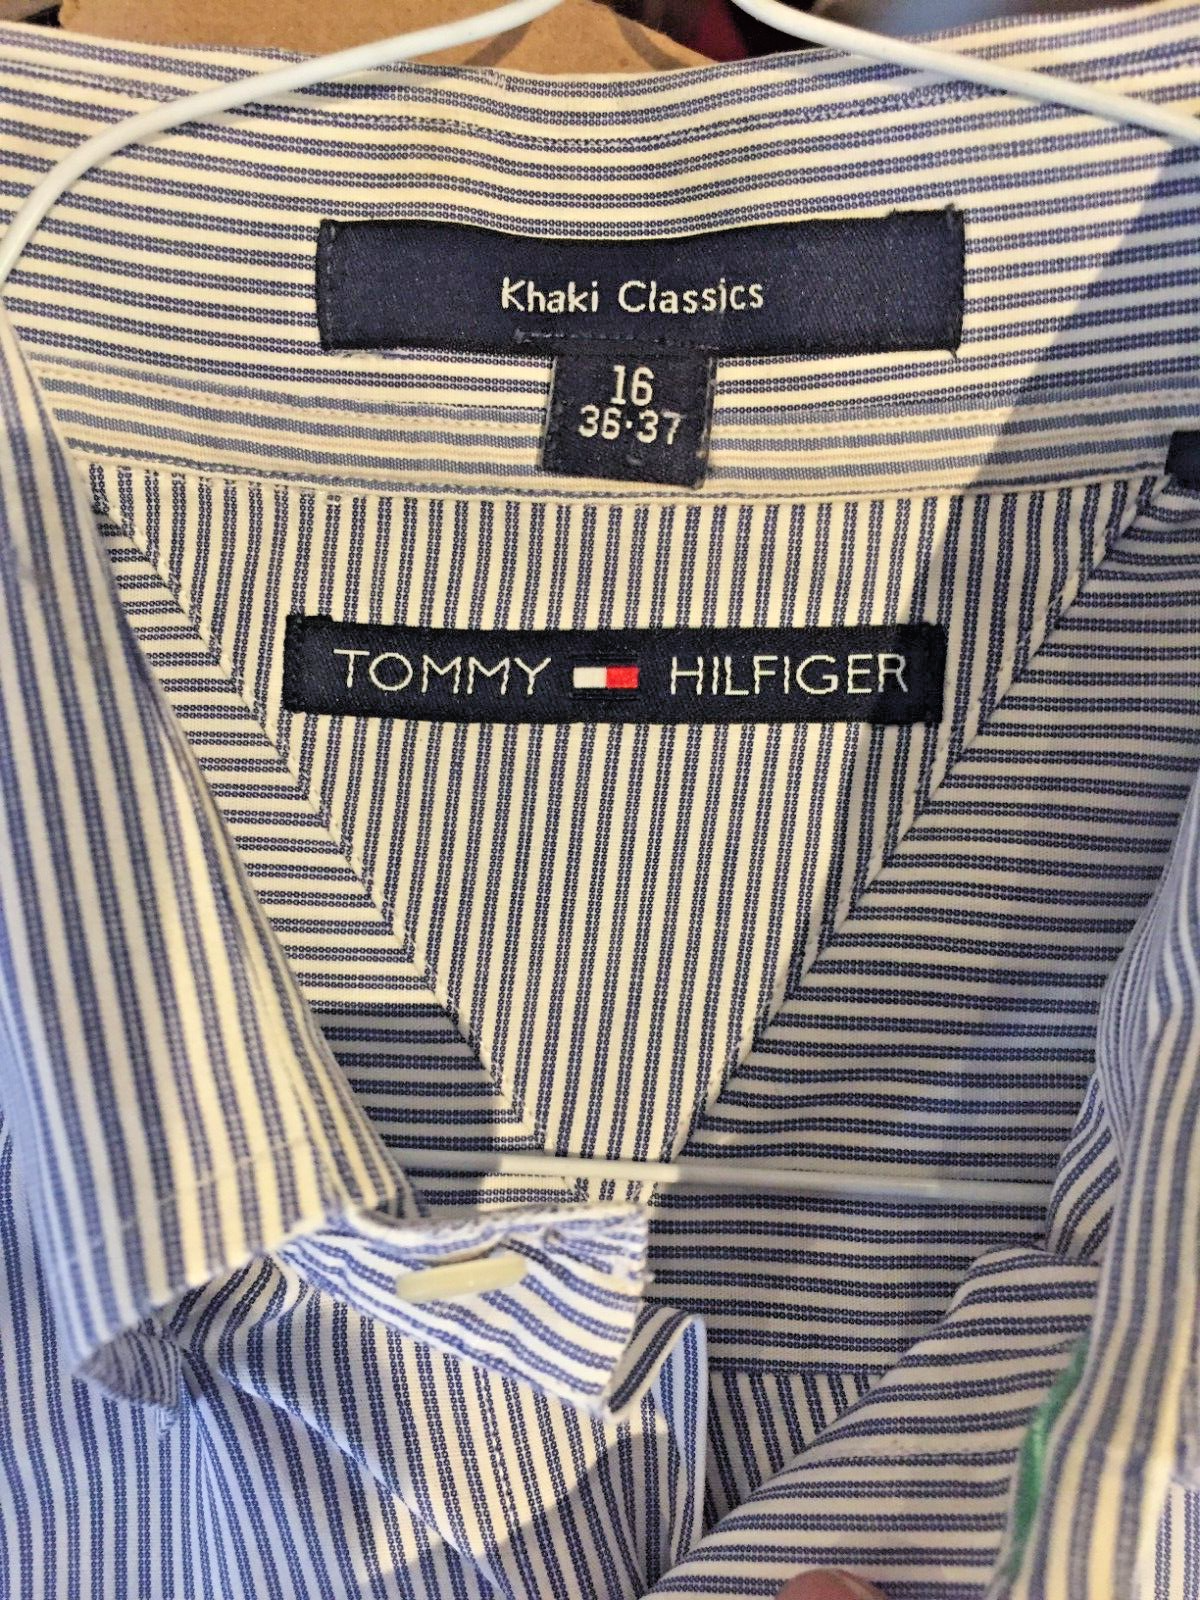 Khaki Classics
16
36·37
TOMMY HILFIGER